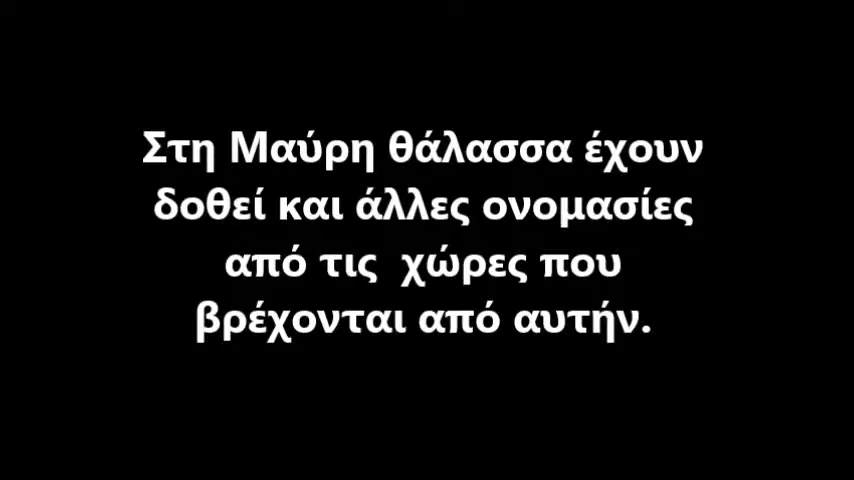 Στη Μαύρη θάλασσα έχουν
δοθεί και άλλες ονομασίες
από τις  χώρες που
βρέχονται από αυτήν.